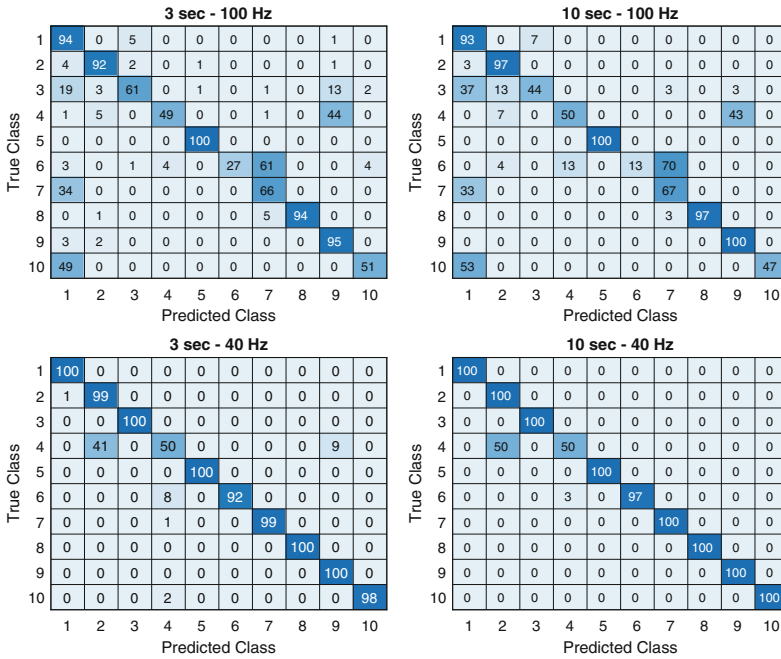 3 sec - 100 Hz
True Class
1 94 0 5 0 0 0 0 0 1 0
2 4 92 2 0 1 0 0 0 1 0
3 19 3 61 0 1 0 1 0 13 2
4 1 5 0 49 0 0 1 0 44 0
5 0 0 0 0 100 0 0 0 0 0
6 3 0 1 4 0 27 61 0 0 4
7 34 0 0 0 0 0 66 0 0 0
8 0 1 0 0 0 0 5 94 0 0
9 3 2 0 0 0 0 0 0 95 0
10 49 0 0 0 0 0 0 0 0 51
1 2 3 4 5 6 7 8 9 10
Predicted Class
10 sec - 100 Hz
True Class
1 93 0 7 0 0 0 0 0 0 0
2 3 97 0 0 0 0 0 0 0 0
3 37 13 44 0 0 0 3 0 3 0
4 0 7 0 50 0 0 0 0 43 0
5 0 0 0 0 100 0 0 0 0 0
6 0 4 0 13 0 13 70 0 0 0
7 33 0 0 0 0 0 67 0 0 0
8 0 0 0 0 0 0 3 97 0 0
9 0 0 0 0 0 0 0 0 100 0
10 53 0 0 0 0 0 0 0 0 47
1 2 3 4 5 6 7 8 9 10
Predicted Class
3 sec - 40 Hz
True Class
1 100 0 0 0 0 0 0 0 0 0
2 1 99 0 0 0 0 0 0 0 0
3 0 0 100 0 0 0 0 0 0 0
4 0 41 0 50 0 0 0 0 9 0
5 0 0 0 0 100 0 0 0 0 0
6 0 0 0 8 0 92 0 0 0 0
7 0 0 0 1 0 0 99 0 0 0
8 0 0 0 0 0 0 0 100 0 0
9 0 0 0 0 0 0 0 0 100 0
10 0 0 0 2 0 0 0 0 0 98
1 2 3 4 5 6 7 8 9 10
Predicted Class
10 sec - 40 Hz
True Class
1 100 0 0 0 0 0 0 0 0 0
2 0 100 0 0 0 0 0 0 0 0
3 0 0 100 0 0 0 0 0 0 0
4 0 50 0 50 0 0 0 0 0 0
5 0 0 0 0 100 0 0 0 0 0
6 0 0 0 3 0 97 0 0 0 0
7 0 0 0 0 0 0 100 0 0 0
8 0 0 0 0 0 0 0 100 0 0
9 0 0 0 0 0 0 0 0 100 0
10 0 0 0 0 0 0 0 0 0 100
1 2 3 4 5 6 7 8 9 10
Predicted Class